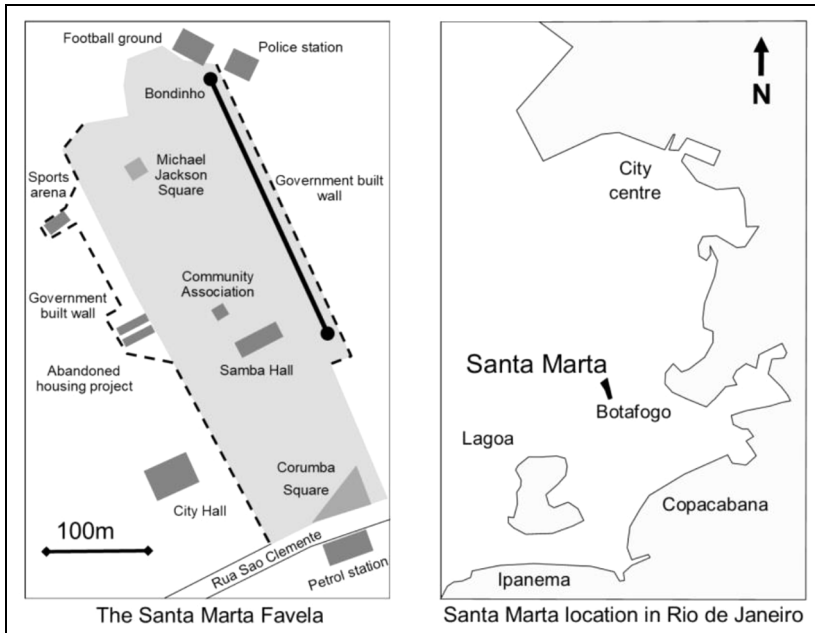 Football ground
Police station
Bondinho
Michael
Jackson
Square
Sports
arena
Government built
wall
Community
Association
Government
built wall
Samba Hall
Abandoned
housing project
Corumba
Square
City Hall
100m
Rua Sao Clemente
Petrol station
The Santa Marta Favela
N
City
centre
Santa Marta
Botafogo
Lagoa
Copacabana
Ipanema
Santa Marta location in Rio de Janeiro